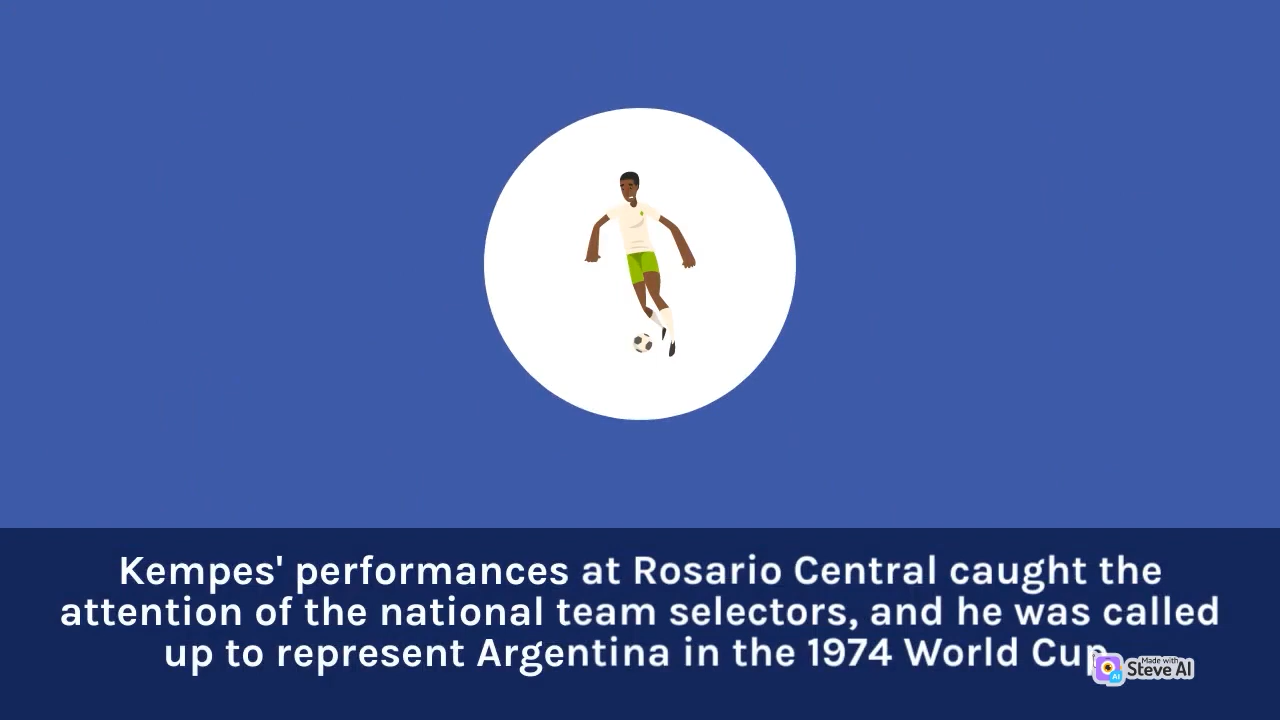 Kempes' performances at Rosario Central caught the
attention of the national team selectors, and he was called
up to represent Argentina in the 1974 World Cup
Made with
Steve AI
AI